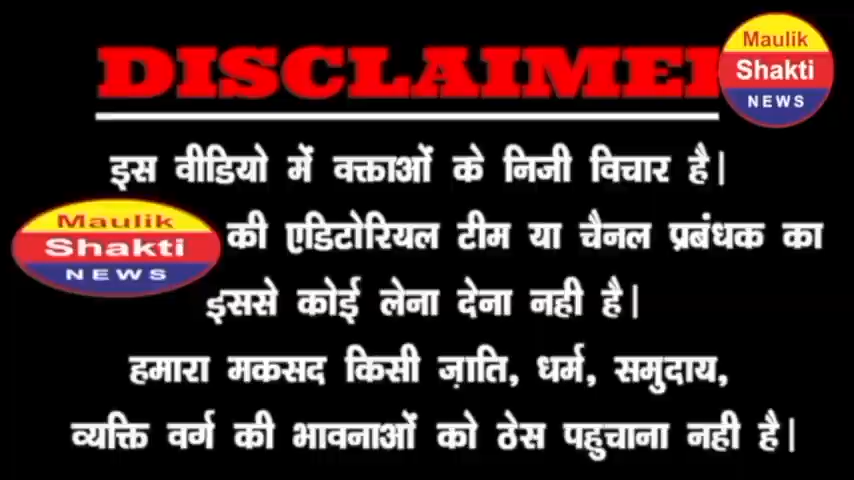 DISCLAIMER
Maulik
Shakti
NEWS
इस वीडियो में वक्ताओं के निजी विचार है|
Maulik
Shakti
NEWS
की एडिटोरियल टीम या चैनल प्रबंधक का
इससे कोई लेना देना नही है|
हमारा मकसद किसी ज़ाति, धर्म, समुदाय,
व्यक्ति वर्ग की भावनाओं को ठेस पहुचाना नही है|